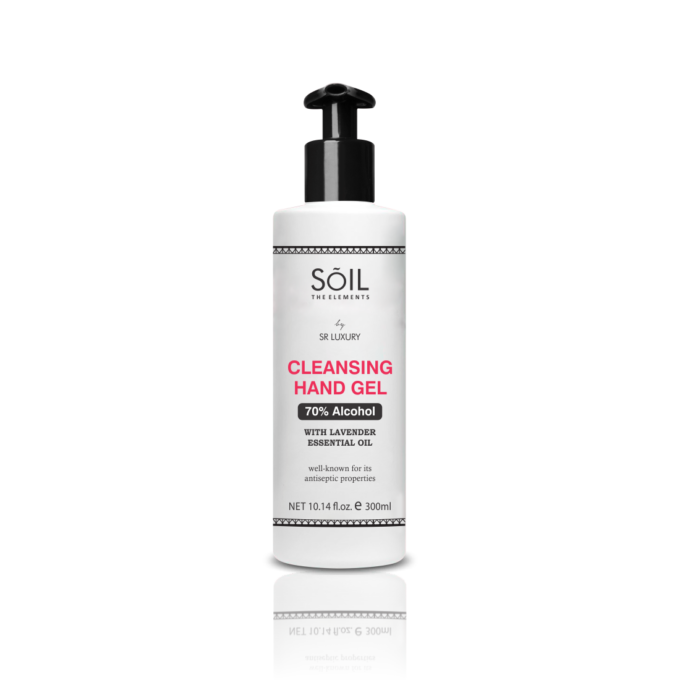 SÕIL
THE ELEMENTS
by
SR LUXURY
CLEANSING
HAND GEL
70% Alcohol
WITH LAVENDER
ESSENTIAL OIL
well-known for its
antiseptic properties
NET 10.14 fl.oz. e 300ml